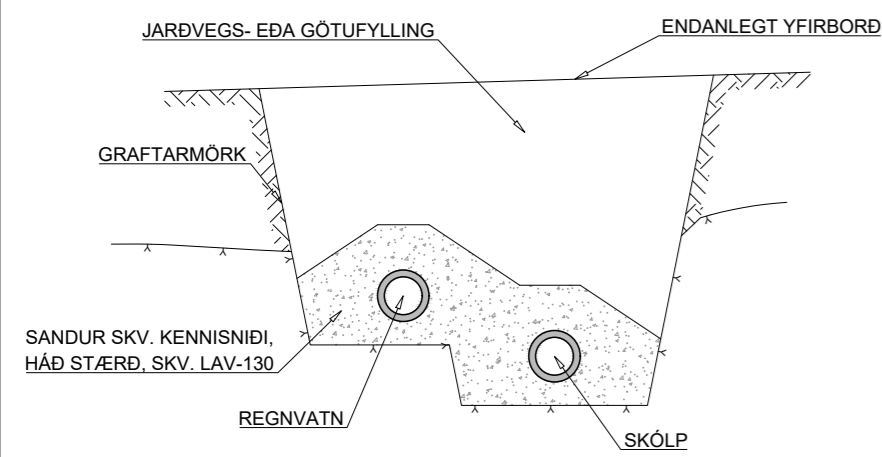 JARÐVEGS- EÐA GÖTUFYLLING
ENDANLEGT YFIRBORÐ
GRAFTARMÖRK
SANDUR SKV. KENNISNIÐI,
HÁÐ STÆRÐ, SKV. LAV-130
REGNVATN
SKÓLP